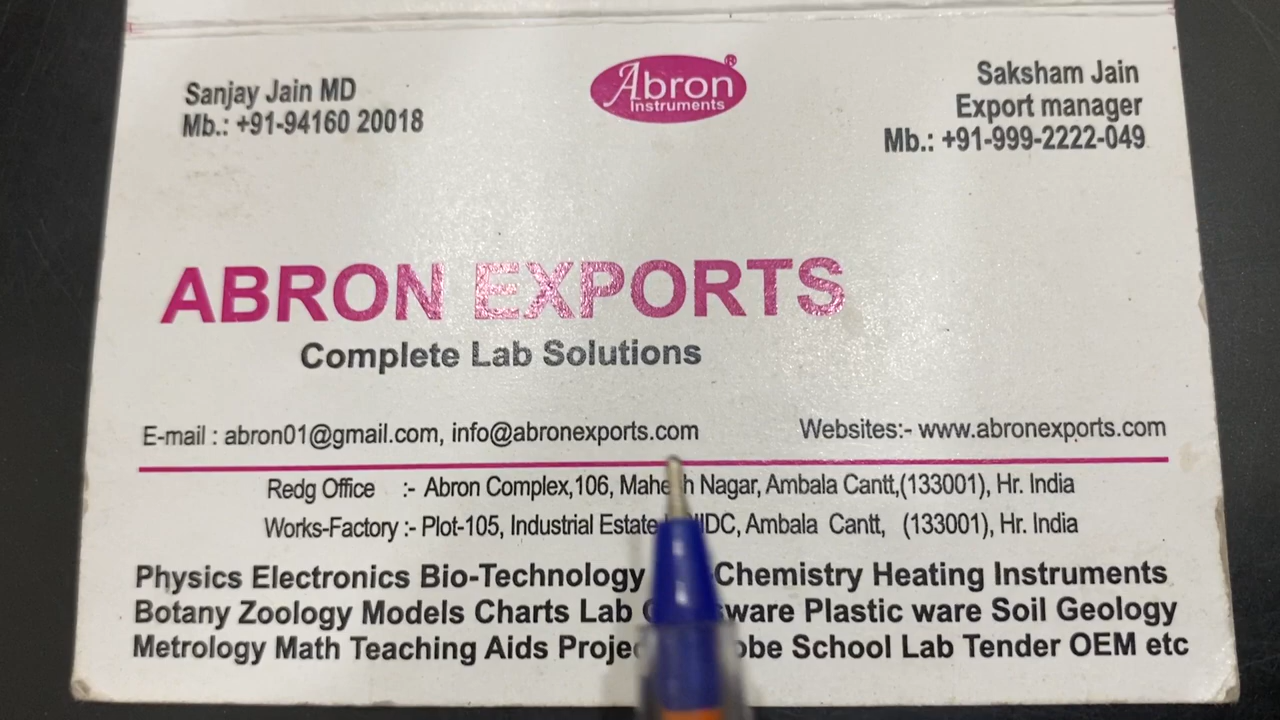 Sanjay Jain MD
Mb.: +91-94160 20018
Abron®
Instruments
Saksham Jain
Export manager
Mb.: +91-999-2222-049
ABRON EXPORTS
Complete Lab Solutions
E-mail : abron01@gmail.com, info@abronexports.com
Websites:- www.abronexports.com
Redg Office :- Abron Complex,106, Nagar, Ambala Cantt,(133001), Hr. India
Works-Factory :- Plot-105, Industrial Estate Ambala Cantt, (133001), Hr. India
Physics Electronics Bio-Technology Chemistry Heating Instruments
Botany Zoology Models Charts Lab Plastic ware Soil Geology
Metrology Math Teaching Aids School Lab Tender OEM etc